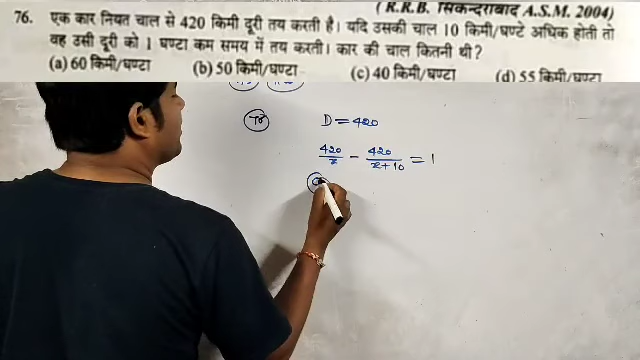 ( R.R.B. सिकन्दराबाद A.S.M. 2004)
76. एक कार नियत चाल से 420 किमी दूरी तय करती है। यदि उसकी चाल 10 किमी/घण्टे अधिक होती तो
वह उसी दूरी को 1 घण्टा कम समय में तय करती। कार की चाल कितनी थी?
(a) 60 किमी/घण्टा (b) 50 किमी/घण्टा (c) 40 किमी/घण्टा (d) 55 किमी/घण्टा
76 D = 420
420/x - 420/x+10 = 1